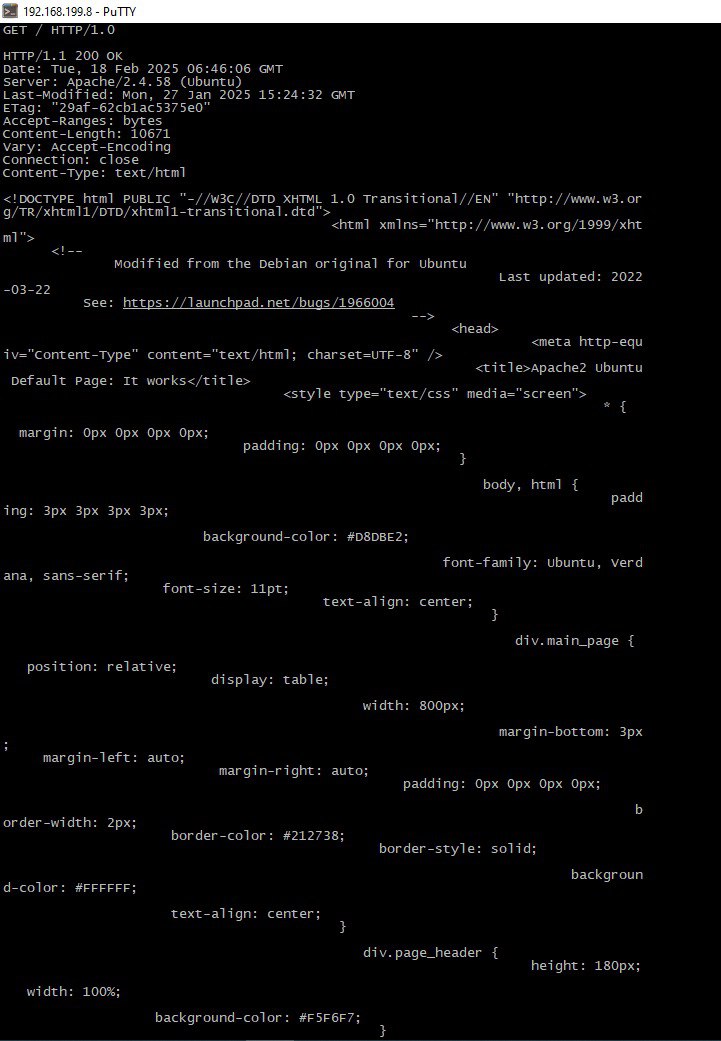 192.168.199.8 - PuTTY
GET / HTTP/1.0
HTTP/1.1 200 OK
Date: Tue, 18 Feb 2025 06:46:06 GMT
Server: Apache/2.4.58 (Ubuntu)
Last-Modified: Mon, 27 Jan 2025 15:24:32 GMT
ETag: "29af-62cb1ac5375e0"
Accept-Ranges: bytes
Content-Length: 10671
Vary: Accept-Encoding
Connection: close
Content-Type: text/html
<!DOCTYPE html PUBLIC "-//W3C//DTD XHTML 1.0 Transitional//EN" "http://www.w3.or
g/TR/xhtml1/DTD/xhtml1-transitional.dtd">
<html xmlns="http://www.w3.org/1999/xht
ml">
<!--
Modified from the Debian original for Ubuntu
Last updated: 2022
-03-22
See: https://launchpad.net/bugs/1966004
-->
<head>
<meta http-equ
iv="Content-Type" content="text/html; charset=UTF-8" />
<title>Apache2 Ubuntu
Default Page: It works</title>
<style type="text/css" media="screen">
* {
margin: 0px 0px 0px 0px;
padding: 0px 0px 0px 0px;
}
body, html {
padd
ing: 3px 3px 3px 3px;
background-color: #D8DBE2;
font-family: Ubuntu, Verd
ana, sans-serif;
font-size: 11pt;
text-align: center;
}
div.main_page {
position: relative;
display: table;
width: 800px;
margin-bottom: 3px
;
margin-left: auto;
margin-right: auto;
padding: 0px 0px 0px 0px;
b
order-width: 2px;
border-color: #212738;
border-style: solid;
backgroun
d-color: #FFFFFF;
text-align: center;
}
div.page_header {
height: 180px;
width: 100%;
background-color: #F5F6F7;
}